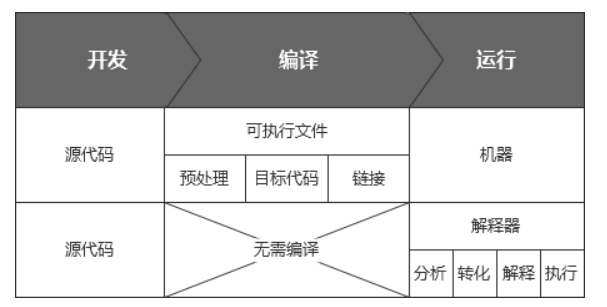 开发 编译 运行
源代码 可执行文件 机器
预处理 目标代码 链接
源代码 无需编译 解释器
分析 转化 解释 执行